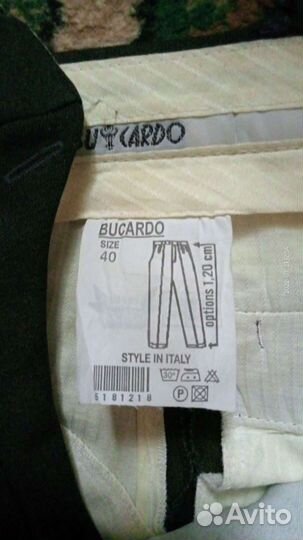 BUCARDO
BUCARDO
SIZE
40
options 1,20 cm
STYLE IN ITALY
30°
P
5181218
Avito